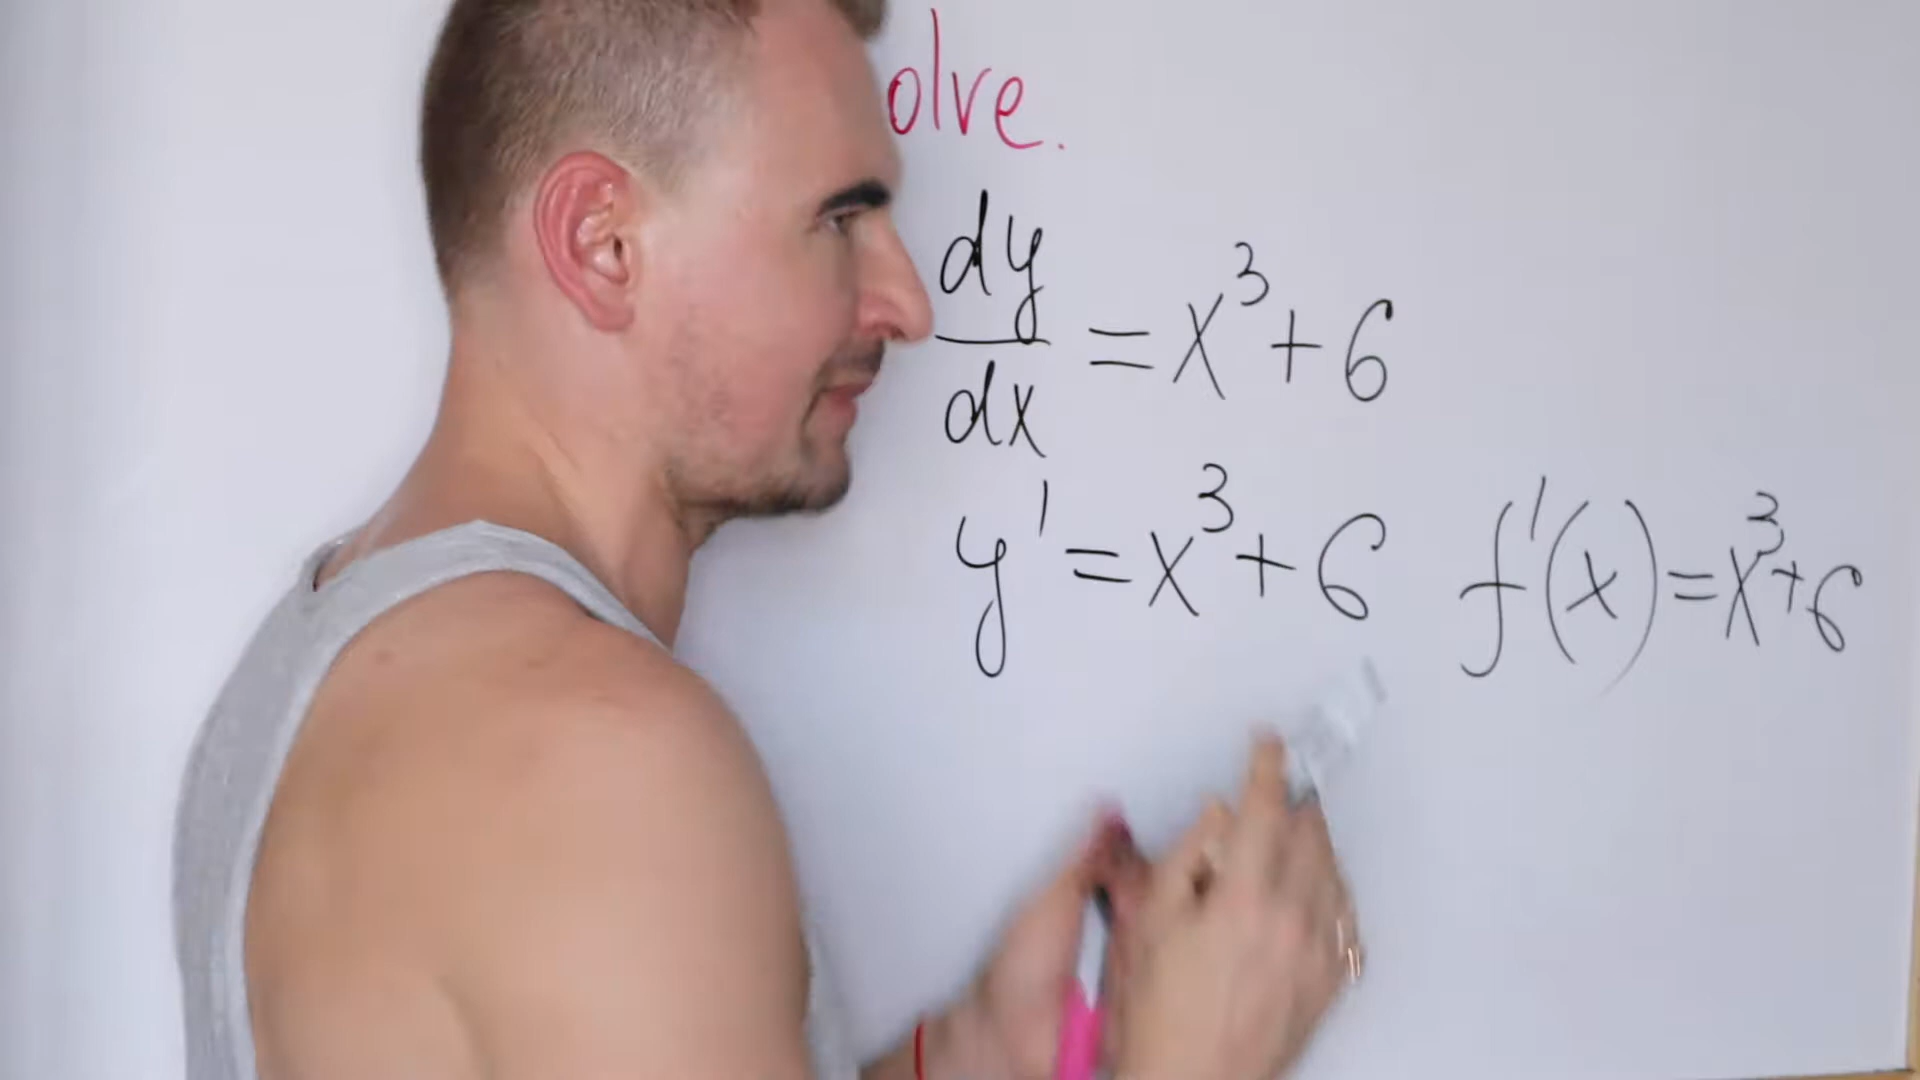 olve.
dy/dx = x³ + 6
y' = x³ + 6 f'(x) = x³ + 6